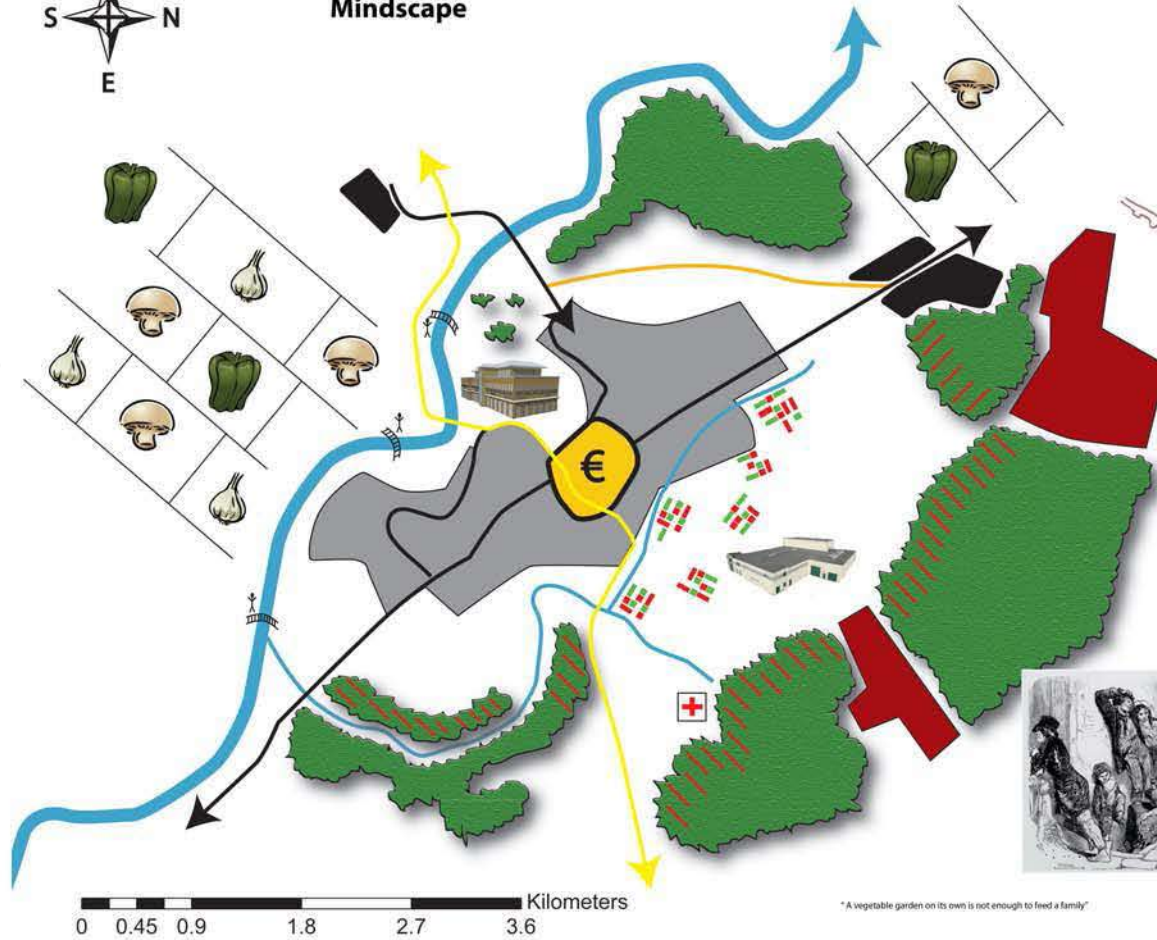 Mindscape
S N
E
€
Kilometers
0 0.45 0.9 1.8 2.7 3.6
" A vegetable garden on its own is not enough to feed a family"